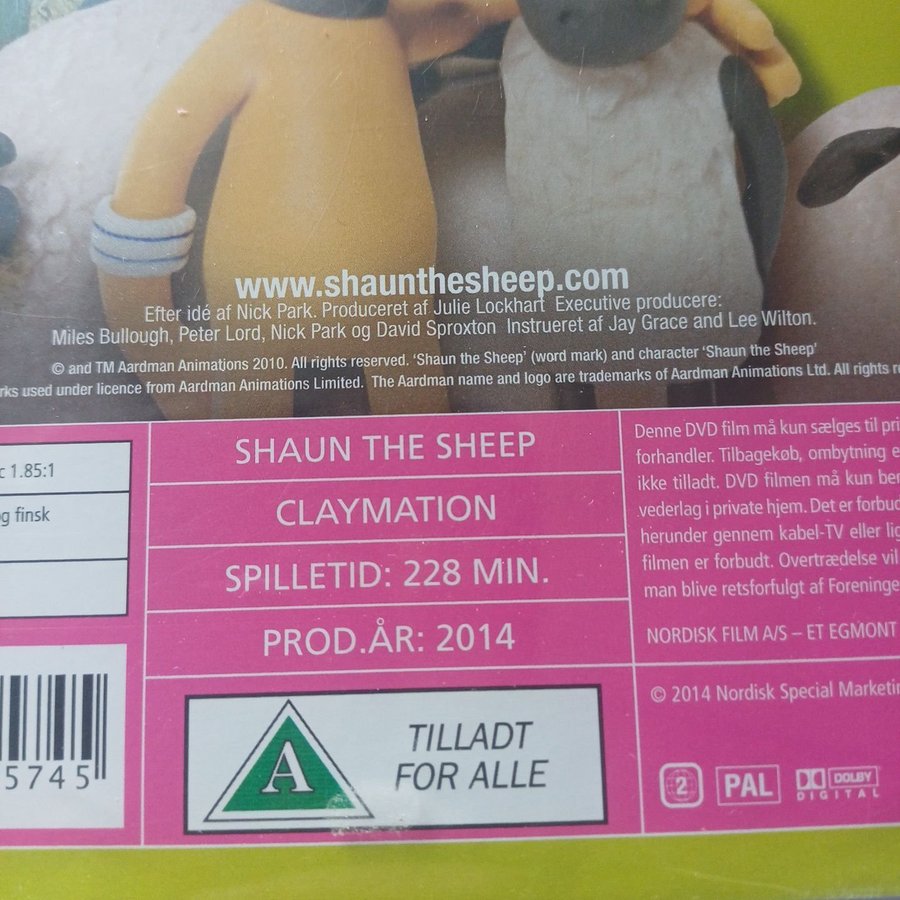 www.shaunthesheep.com
Efter idé af Nick Park. Produceret af Julie Lockhart Executive producere:
Miles Bullough, Peter Lord, Nick Park og David Sproxton Instrueret af Jay Grace and Lee Wilton.
© and TM Aardman Animations 2010. All rights reserved. 'Shaun the Sheep' (word mark) and character 'Shaun the Sheep'
used under licence from Aardman Animations Limited. The Aardman name and logo are trademarks of Aardman Animations Ltd. All rights
1.85:1
finsk
5745
SHAUN THE SHEEP
CLAYMATION
SPILLETID: 228 MIN.
PROD.ÅR: 2014
A
TILLADT
FOR ALLE
Denne DVD film må kun sælges til
forhandler. Tilbagekøb, ombytning
ikke tilladt. DVD filmen må kun
vederlag i private hjem. Det er
herunder gennem kabel-TV eller
filmen er forbudt. Overtrædelse vil
man blive retsforfulgt af
NORDISK FILM A/S – ET EGMONT
© 2014 Nordisk Special
2
PAL
DOLBY
DIGITAL